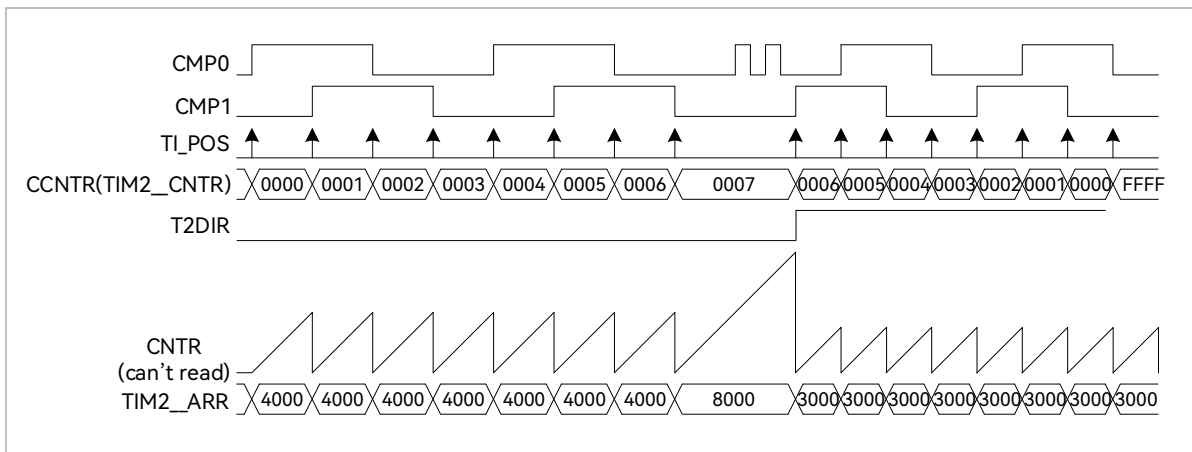 CMP0
CMP1
TI_POS
CCNTR(TIM2__CNTR) 0000 0001 0002 0003 0004 0005 0006 0007 0006 0005 0004 0003 0002 0001 0000 FFFF
T2DIR
CNTR
(can't read)
TIM2__ARR 4000 4000 4000 4000 4000 4000 4000 8000 3000 3000 3000 3000 3000 3000 3000 3000